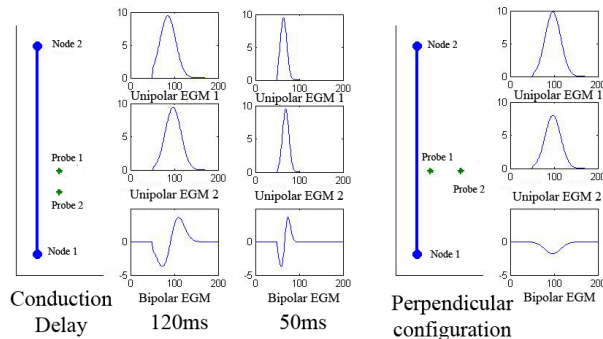 Node 2
Probe 1
Probe 2
Node 1
Conduction
Delay
10
5
0
0 100 200
Unipolar EGM 1
10
5
0
0 100 200
Unipolar EGM 2
0
-5
0 100 200
Bipolar EGM
120ms
10
5
0
0 100 200
Unipolar EGM 1
10
5
0
0 100 200
Unipolar EGM 2
0
-5
0 100 200
Bipolar EGM
50ms
Node 2
Probe 1
Probe 2
Node 1
Perpendicular
configuration
10
5
0
0 100 200
Unipolar EGM 1
10
5
0
0 100 200
Unipolar EGM 2
0
-5
0 100 200
Bipolar EGM